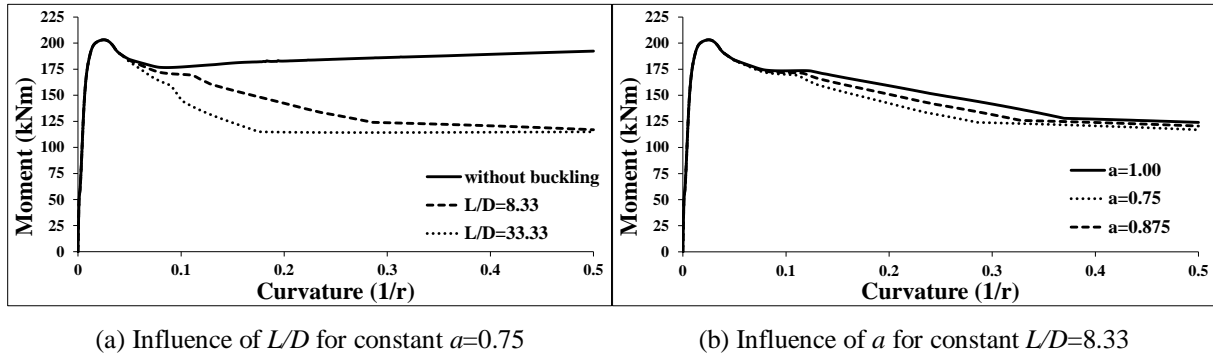 225
200
175
150
125
100
75
50
25
0
Moment (kNm)
without buckling
L/D=8.33
L/D=33.33
0 0.1 0.2 0.3 0.4 0.5
Curvature (1/r)
225
200
175
150
125
100
75
50
25
0
Moment (kNm)
a=1.00
a=0.75
a=0.875
0 0.1 0.2 0.3 0.4 0.5
Curvature (1/r)
(a) Influence of L/D for constant a=0.75
(b) Influence of a for constant L/D=8.33